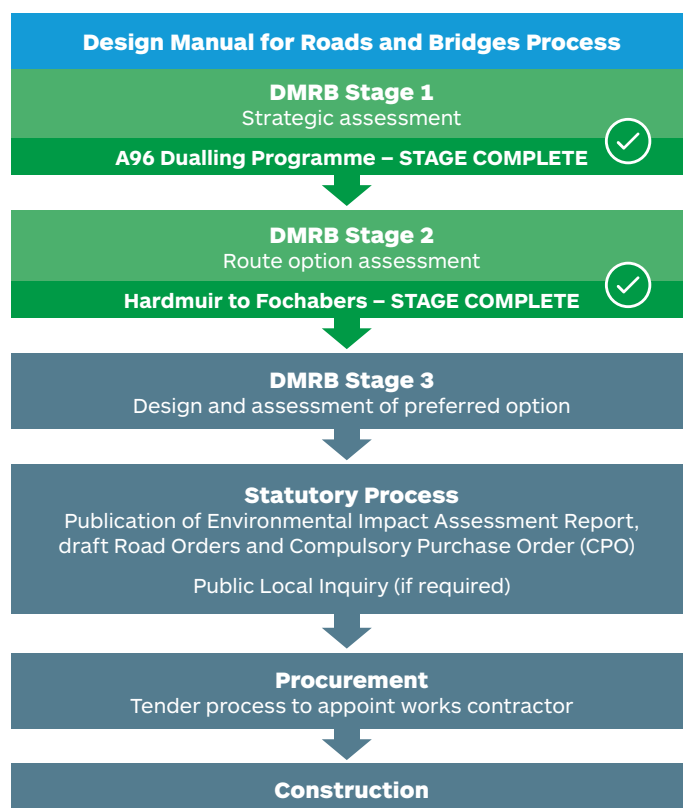 Design Manual for Roads and Bridges Process
DMRB Stage 1
Strategic assessment
A96 Dualling Programme – STAGE COMPLETE
DMRB Stage 2
Route option assessment
Hardmuir to Fochabers – STAGE COMPLETE
DMRB Stage 3
Design and assessment of preferred option
Statutory Process
Publication of Environmental Impact Assessment Report,
draft Road Orders and Compulsory Purchase Order (CPO)
Public Local Inquiry (if required)
Procurement
Tender process to appoint works contractor
Construction